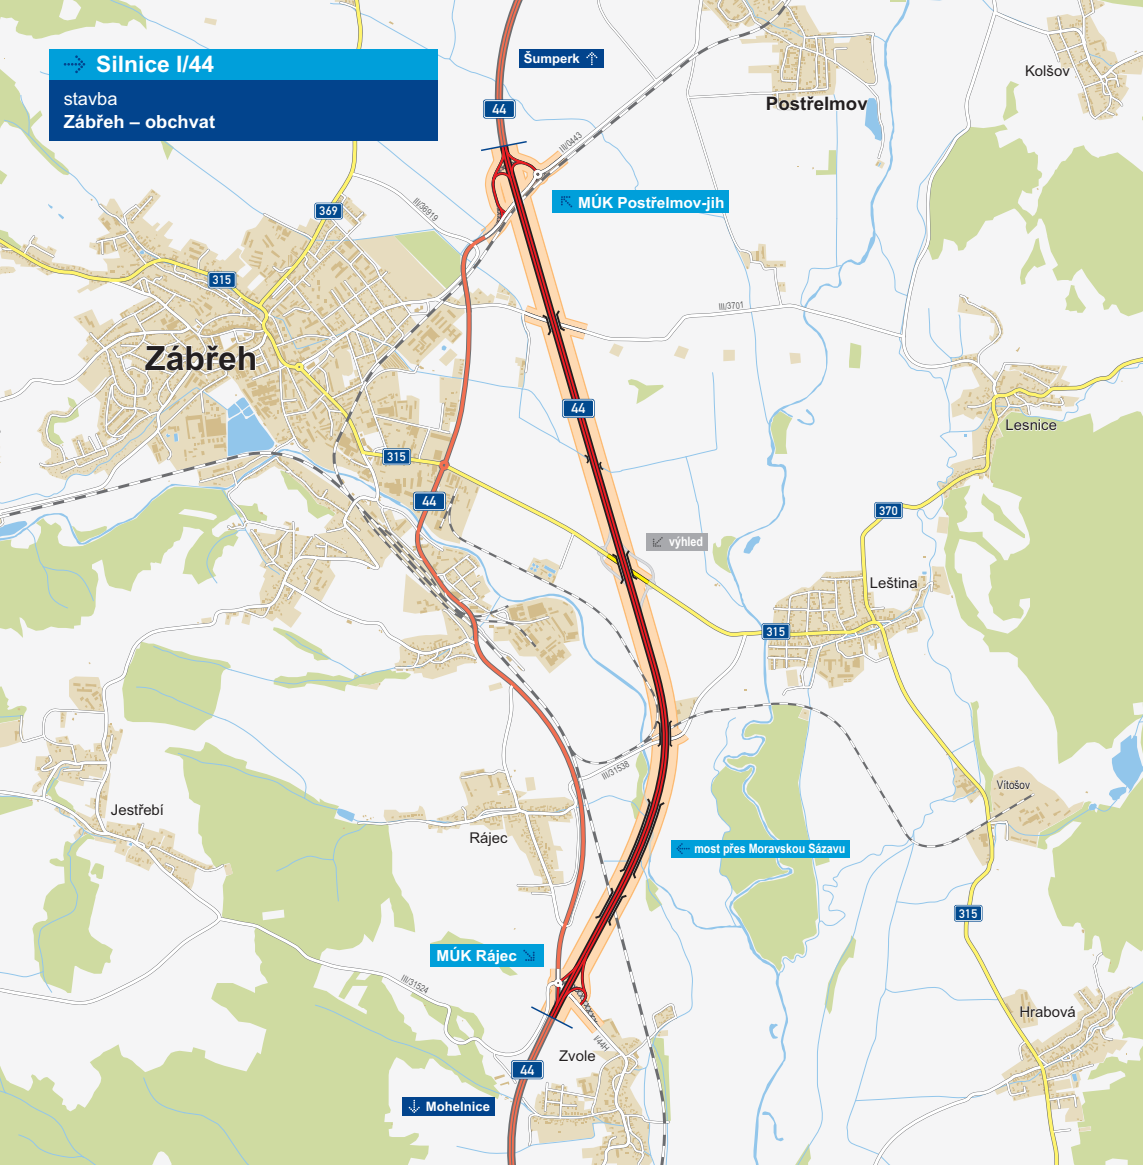 Silnice I/44
stavba
Zábřeh – obchvat
Šumperk
44
Postřelmov
Kolšov
III/0443
MÚK Postřelmov-jih
369
III/36919
315
III/3701
Zábřeh
44
Lesnice
315
44
370
výhled
Leština
315
III/31538
Vítošov
Jestřebí
Rájec
most přes Moravskou Sázavu
315
MÚK Rájec
III/31524
Hrabová
I/44H
Zvole
44
Mohelnice